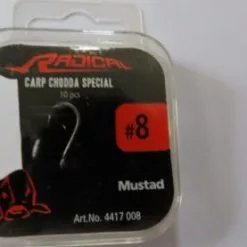 RADICAL
CARP CHODDA SPECIAL
10 pcs
#8
Mustad
Art.No. 4417 008